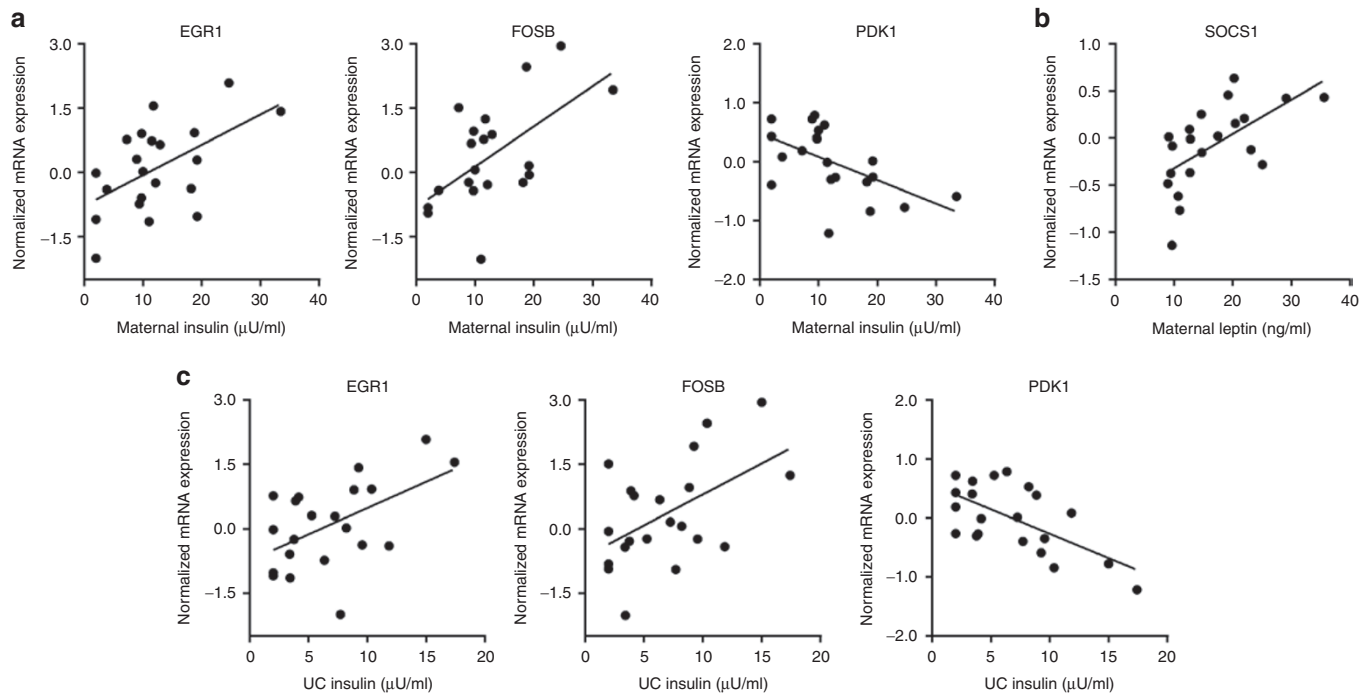 a
EGR1
Normalized mRNA expression
3.0
1.5
0.0
−1.5
0 10 20 30 40
Maternal insulin (μU/ml)
FOSB
Normalized mRNA expression
3.0
1.5
0.0
−1.5
0 10 20 30 40
Maternal insulin (μU/ml)
PDK1
Normalized mRNA expression
2.0
1.0
0.0
−1.0
−2.0
0 10 20 30 40
Maternal insulin (μU/ml)
b
SOCS1
Normalized mRNA expression
1.0
0.5
0.0
−0.5
−1.0
−1.5
0 10 20 30 40
Maternal leptin (ng/ml)
c
EGR1
Normalized mRNA expression
3.0
1.5
0.0
−1.5
0 5 10 15 20
UC insulin (μU/ml)
FOSB
Normalized mRNA expression
3.0
1.5
0.0
−1.5
0 5 10 15 20
UC insulin (μU/ml)
PDK1
Normalized mRNA expression
2.0
1.0
0.0
−1.0
−2.0
0 5 10 15 20
UC insulin (μU/ml)